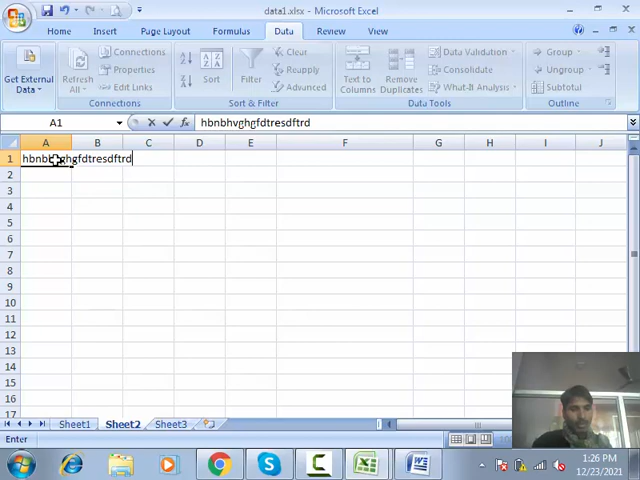 data1.xlsx - Microsoft Excel
Home Insert Page Layout Formulas Data Review View
Get External Data
Refresh All
Connections
Properties
Edit Links
Connections
Sort
Filter
Clear
Reapply
Advanced
Sort & Filter
Text to Columns
Remove Duplicates
Data Validation
Consolidate
What-If Analysis
Data Tools
Group
Ungroup
Subtotal
Outline
A1 fx hbnbhvghgfdtresdftrd
A B C D E F G H I J
1 hbnbhvghgfdtresdftrd
2
3
4
5
6
7
8
9
10
11
12
13
14
15
16
17
Sheet1 Sheet2 Sheet3
Enter
1:26 PM
12/23/2021